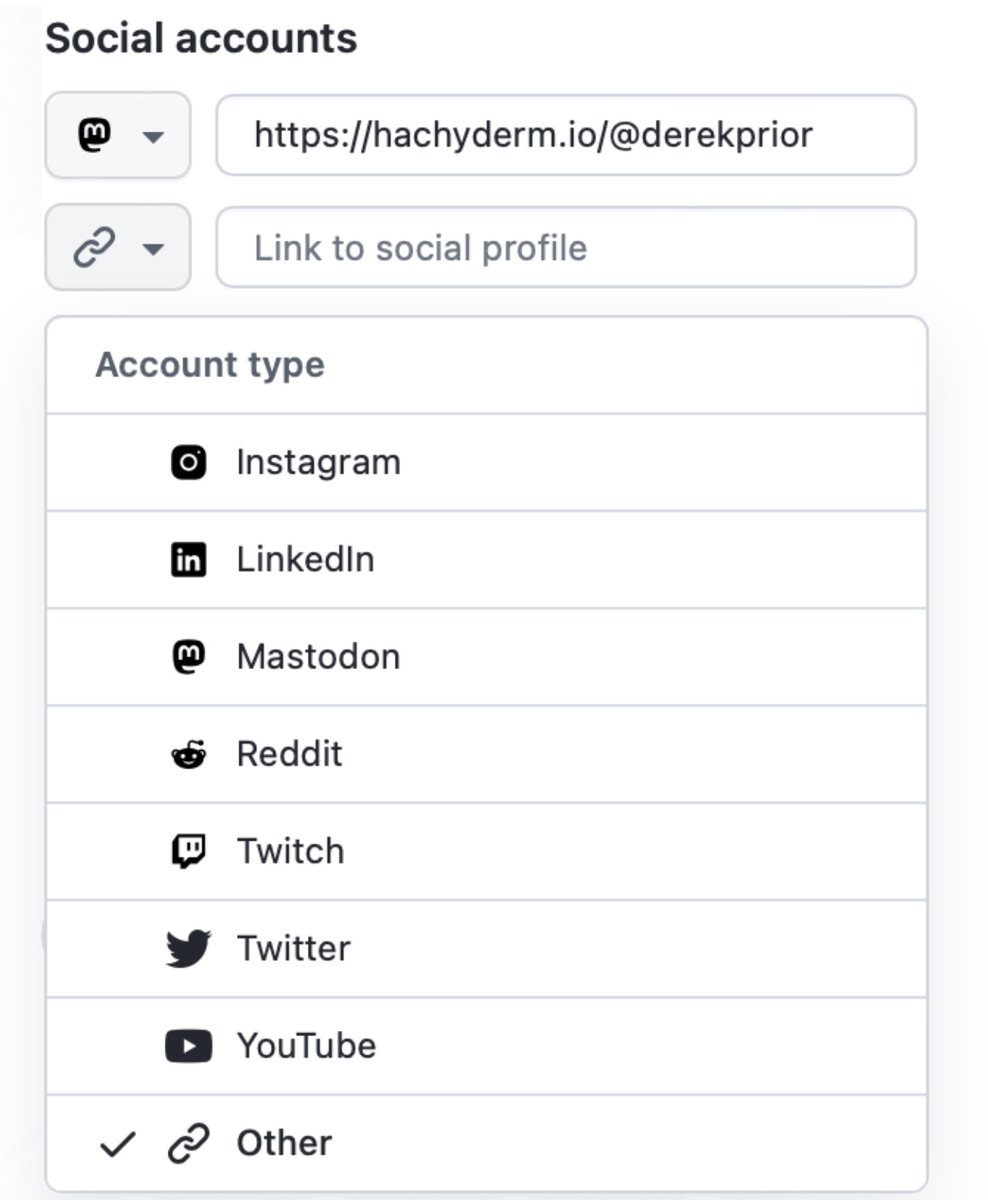 Social accounts
https://hachyderm.io/@derekprior
Link to social profile
Account type
Instagram
LinkedIn
Mastodon
Reddit
Twitch
Twitter
YouTube
Other